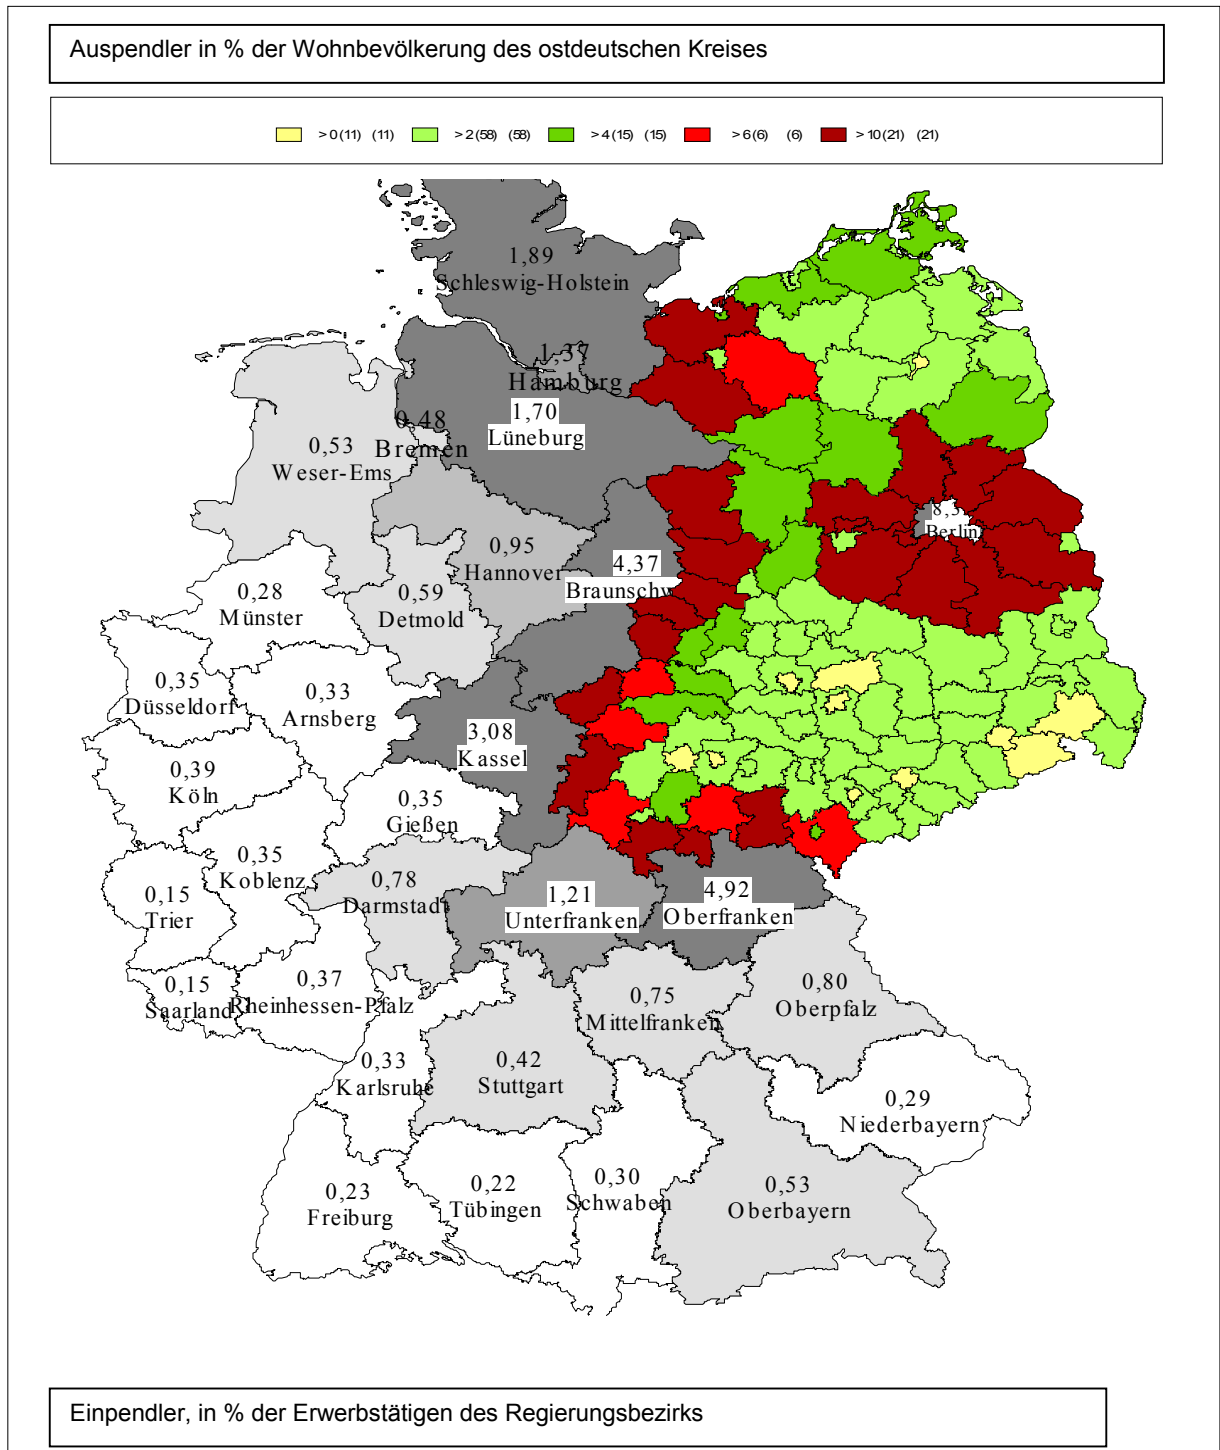 Auspendler in % der Wohnbevölkerung des ostdeutschen Kreises
> 0 (11) (11) > 2 (58) (58) > 4 (15) (15) > 6 (6) (6) > 10 (21) (21)
1,89
Schleswig-Holstein
1,37
Hamburg
1,70
Lüneburg
0,48
Bremen
0,53
Weser-Ems
8,5
Berlin
0,95
Hannover
4,37
Braunschw
0,28
Münster
0,59
Detmold
0,35
Düsseldorf
0,33
Arnsberg
3,08
Kassel
0,39
Köln
0,35
Gießen
0,35
Koblenz
0,78
Darmstadt
1,21
Unterfranken
4,92
Oberfranken
0,15
Trier
0,15
Saarland
0,37
Rheinhessen-Pfalz
0,75
Mittelfranken
0,80
Oberpfalz
0,33
Karlsruhe
0,42
Stuttgart
0,29
Niederbayern
0,23
Freiburg
0,22
Tübingen
0,30
Schwaben
0,53
Oberbayern
Einpendler, in % der Erwerbstätigen des Regierungsbezirks